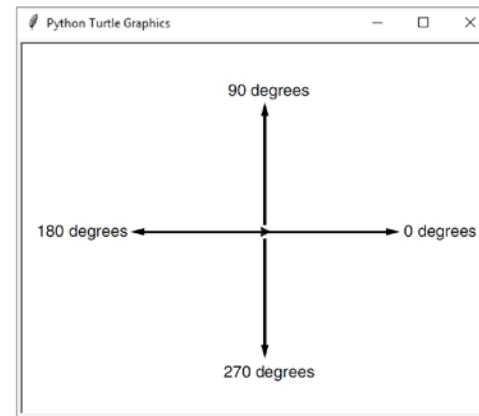 Python Turtle Graphics
90 degrees
180 degrees
0 degrees
270 degrees